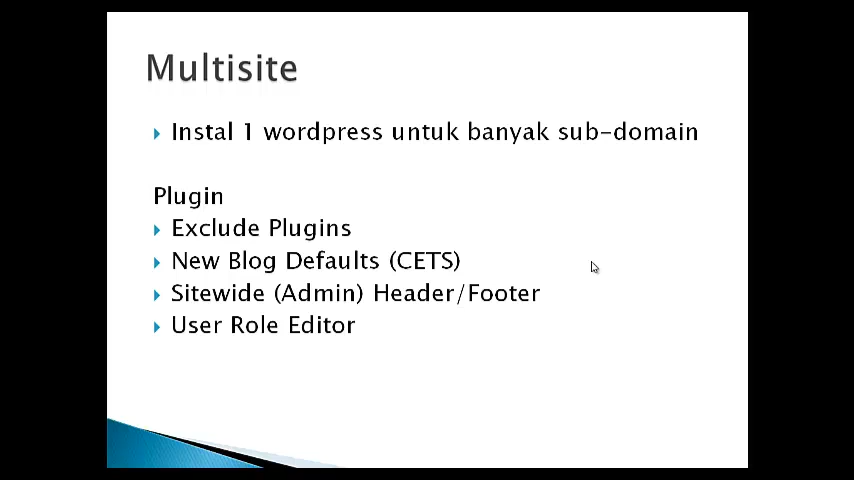 Multisite
Instal 1 wordpress untuk banyak sub-domain
Plugin
Exclude Plugins
New Blog Defaults (CETS)
Sitewide (Admin) Header/Footer
User Role Editor